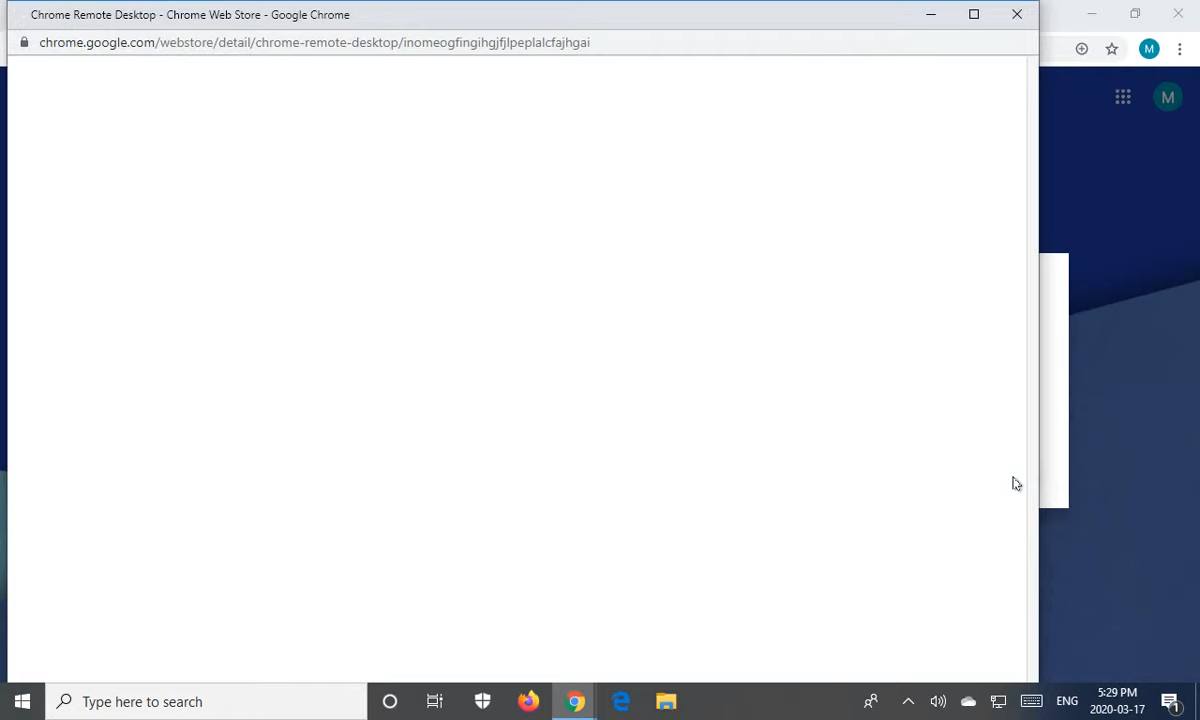 Chrome Remote Desktop - Chrome Web Store - Google Chrome
chrome.google.com/webstore/detail/chrome-remote-desktop/inomeogfingihgjfjlpeplalcfajhgai
M
M
Type here to search
ENG
5:29 PM
2020-03-17
1